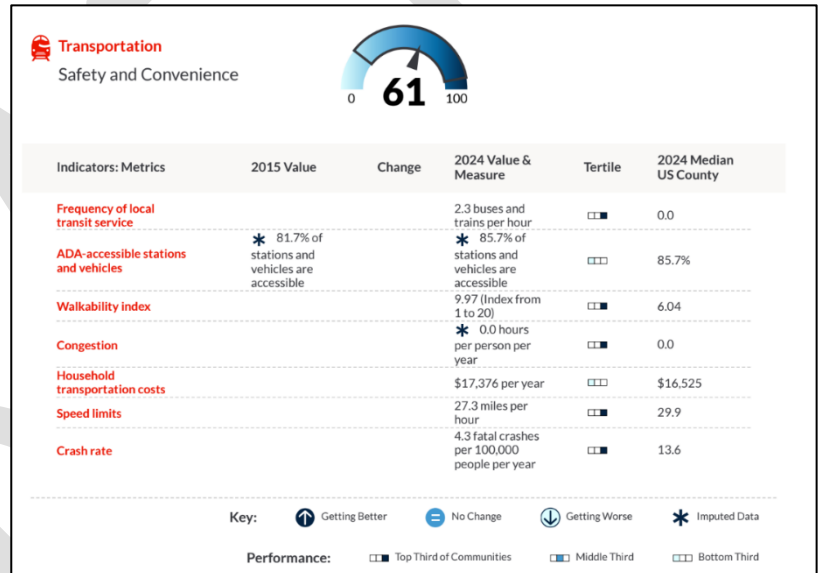 Transportation
Safety and Convenience
0 61 100
Indicators: Metrics 2015 Value Change 2024 Value & Measure Tertile 2024 Median US County
Frequency of local transit service 2.3 buses and trains per hour 0.0
ADA-accessible stations and vehicles 81.7% of stations and vehicles are accessible 85.7% of stations and vehicles are accessible 85.7%
Walkability index 9.97 (Index from 1 to 20) 6.04
Congestion 0.0 hours per person per year 0.0
Household transportation costs $17,376 per year $16,525
Speed limits 27.3 miles per hour 29.9
Crash rate 4.3 fatal crashes per 100,000 people per year 13.6
Key: Getting Better No Change Getting Worse Imputed Data
Performance: Top Third of Communities Middle Third Bottom Third